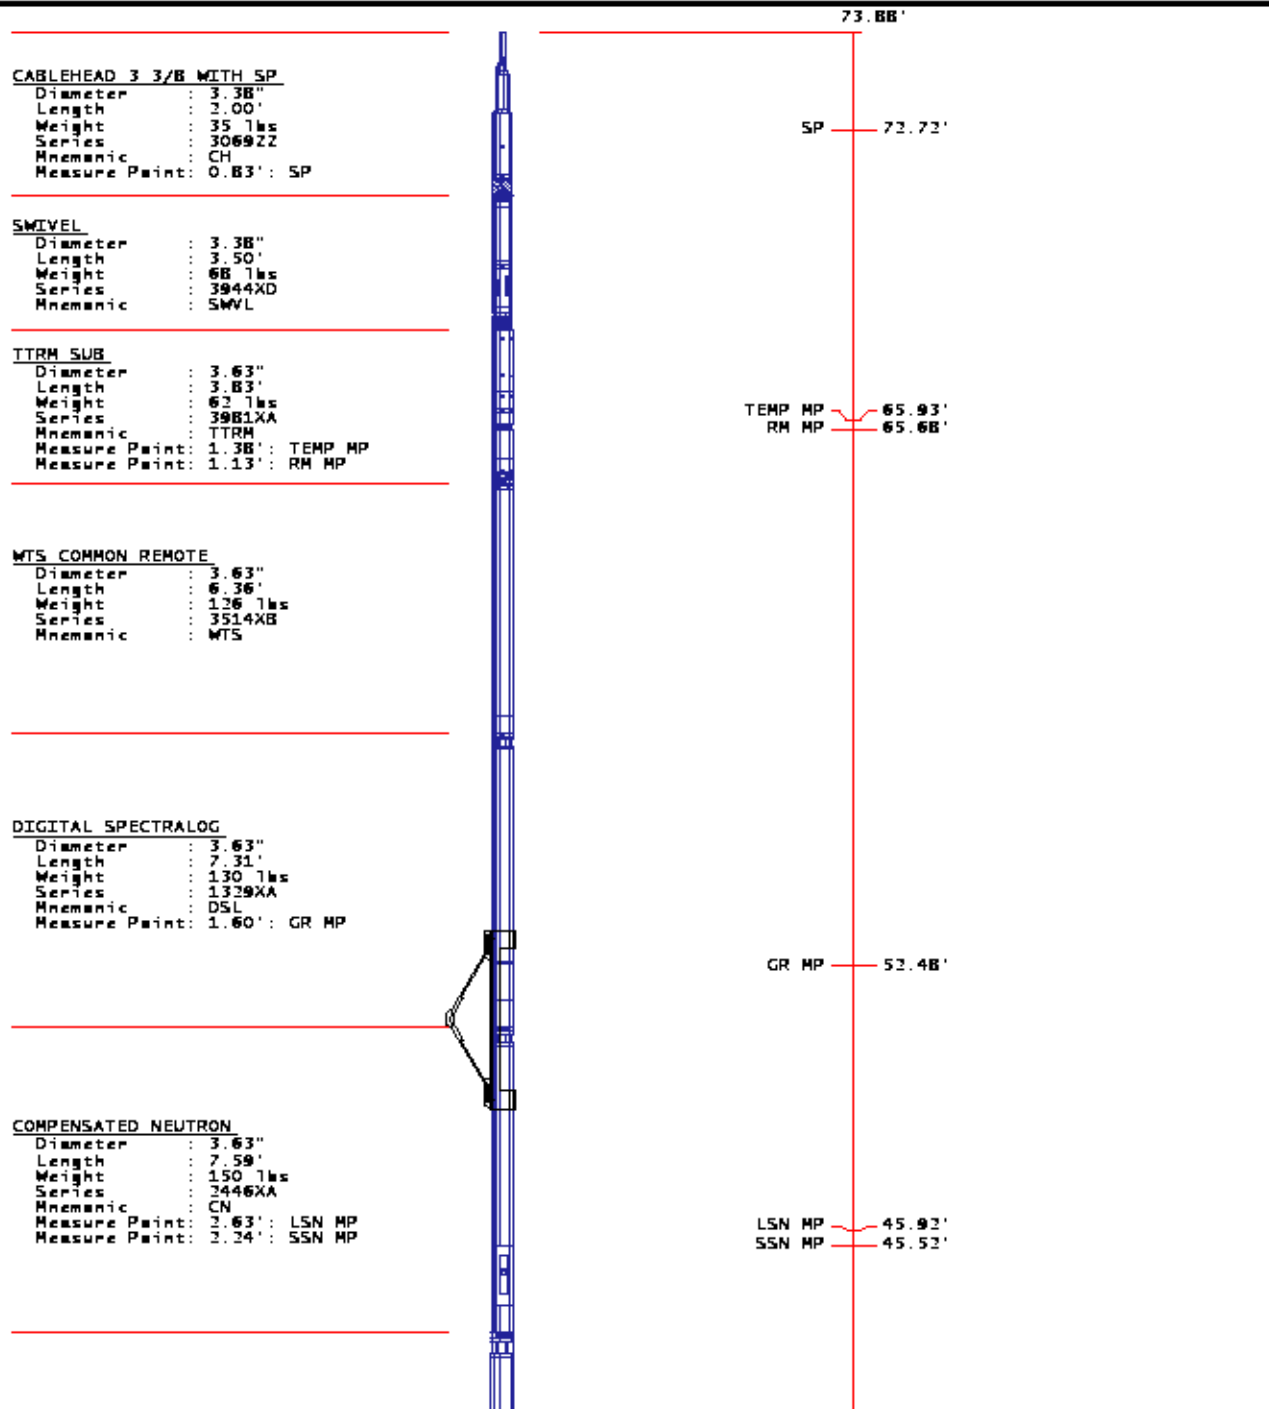 73.88'
CABLEHEAD 3 3/8 WITH SP
Diameter : 3.38"
Length : 2.00'
Weight : 35 lbs
Series : 3069ZZ
Mnemonic : CH
Measure Point: 0.83': SP
SP 72.72'
SWIVEL
Diameter : 3.38"
Length : 3.50'
Weight : 68 lbs
Series : 3944XD
Mnemonic : SWVL
TTRM SUB
Diameter : 3.63"
Length : 3.83'
Weight : 62 lbs
Series : 3981XA
Mnemonic : TTRM
Measure Point: 1.38': TEMP MP
Measure Point: 1.13': RM MP
TEMP MP 65.93'
RM MP 65.68'
WTS COMMON REMOTE
Diameter : 3.63"
Length : 6.36'
Weight : 126 lbs
Series : 3514XB
Mnemonic : WTS
DIGITAL SPECTRALOG
Diameter : 3.63"
Length : 7.31'
Weight : 130 lbs
Series : 1329XA
Mnemonic : DSL
Measure Point: 1.60': GR MP
GR MP 52.48'
COMPENSATED NEUTRON
Diameter : 3.63"
Length : 7.59'
Weight : 150 lbs
Series : 2446XA
Mnemonic : CN
Measure Point: 2.63': LSN MP
Measure Point: 2.24': SSN MP
LSN MP 45.92'
SSN MP 45.52'